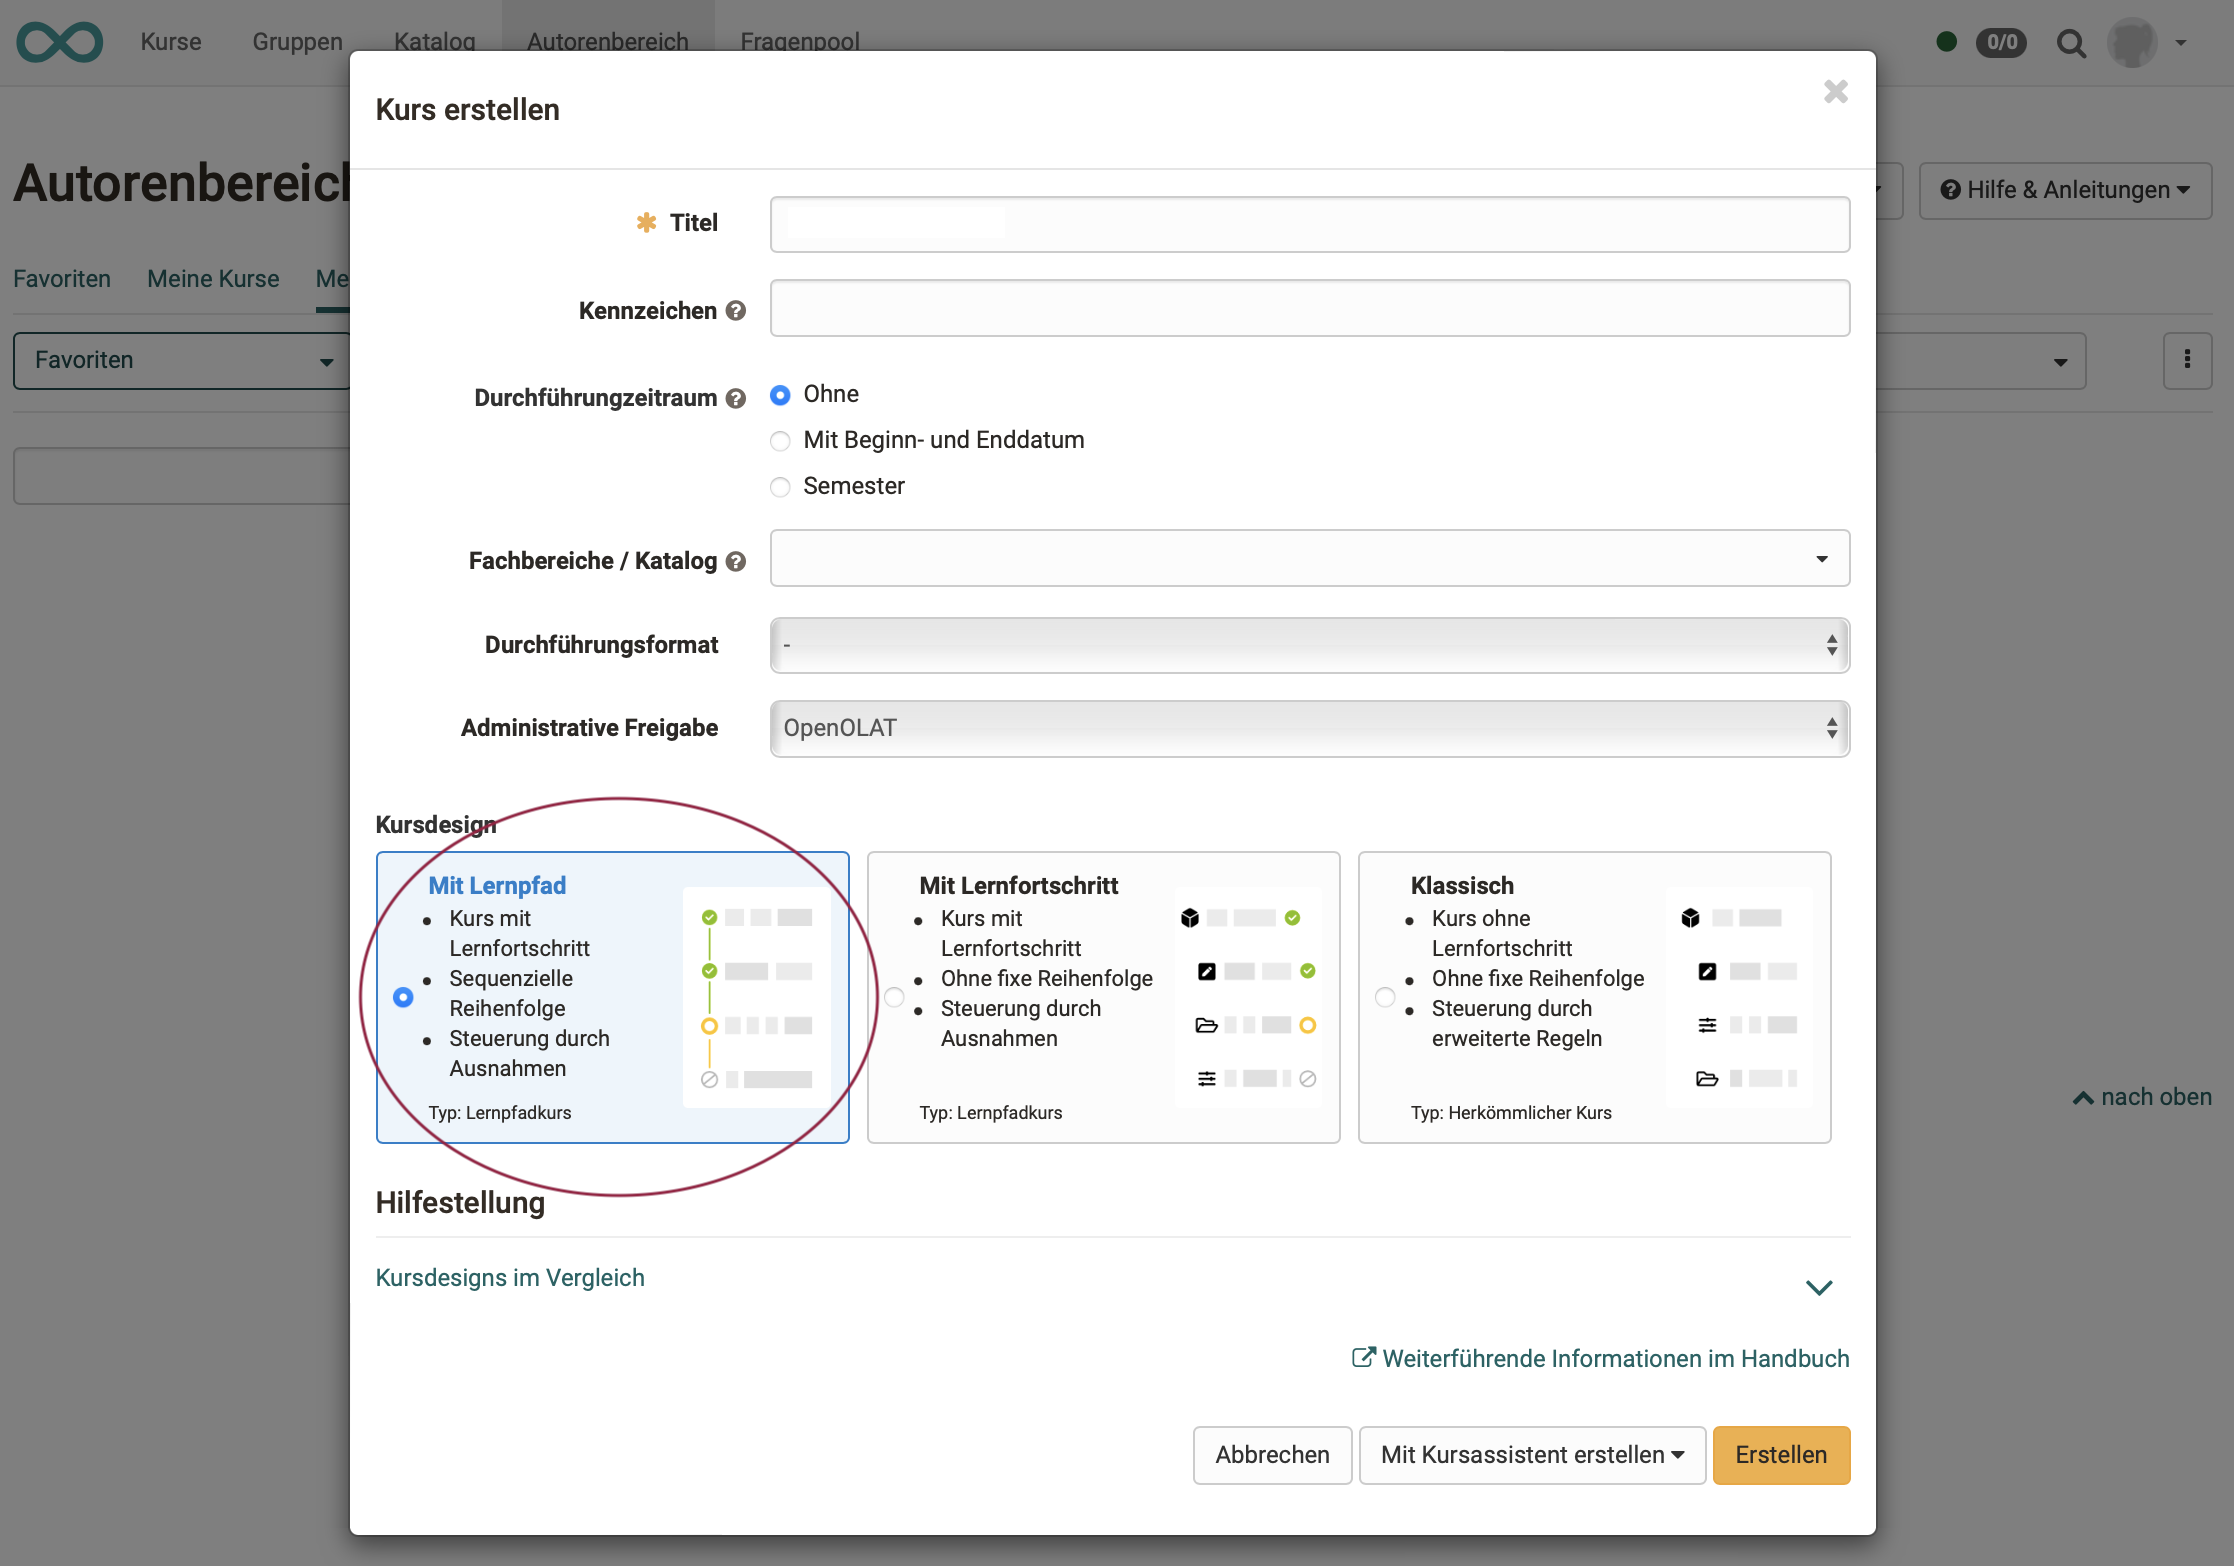 Kurse Gruppen Katalog Autorenbereich Fragenpool 0/0
Kurs erstellen
Autorenbereich
Hilfe & Anleitungen
Titel
Favoriten Meine Kurse Me
Kennzeichen
Favoriten
Durchführungzeitraum Ohne
Mit Beginn- und Enddatum
Semester
Fachbereiche / Katalog
Durchführungsformat -
Administrative Freigabe OpenOLAT
Kursdesign
Mit Lernpfad
Kurs mit
Lernfortschritt
Sequenzielle
Reihenfolge
Steuerung durch
Ausnahmen
Typ: Lernpfadkurs
Mit Lernfortschritt
Kurs mit
Lernfortschritt
Ohne fixe Reihenfolge
Steuerung durch
Ausnahmen
Typ: Lernpfadkurs
Klassisch
Kurs ohne
Lernfortschritt
Ohne fixe Reihenfolge
Steuerung durch
erweiterte Regeln
Typ: Herkömmlicher Kurs
nach oben
Hilfestellung
Kursdesigns im Vergleich
Weiterführende Informationen im Handbuch
Abbrechen Mit Kursassistent erstellen Erstellen